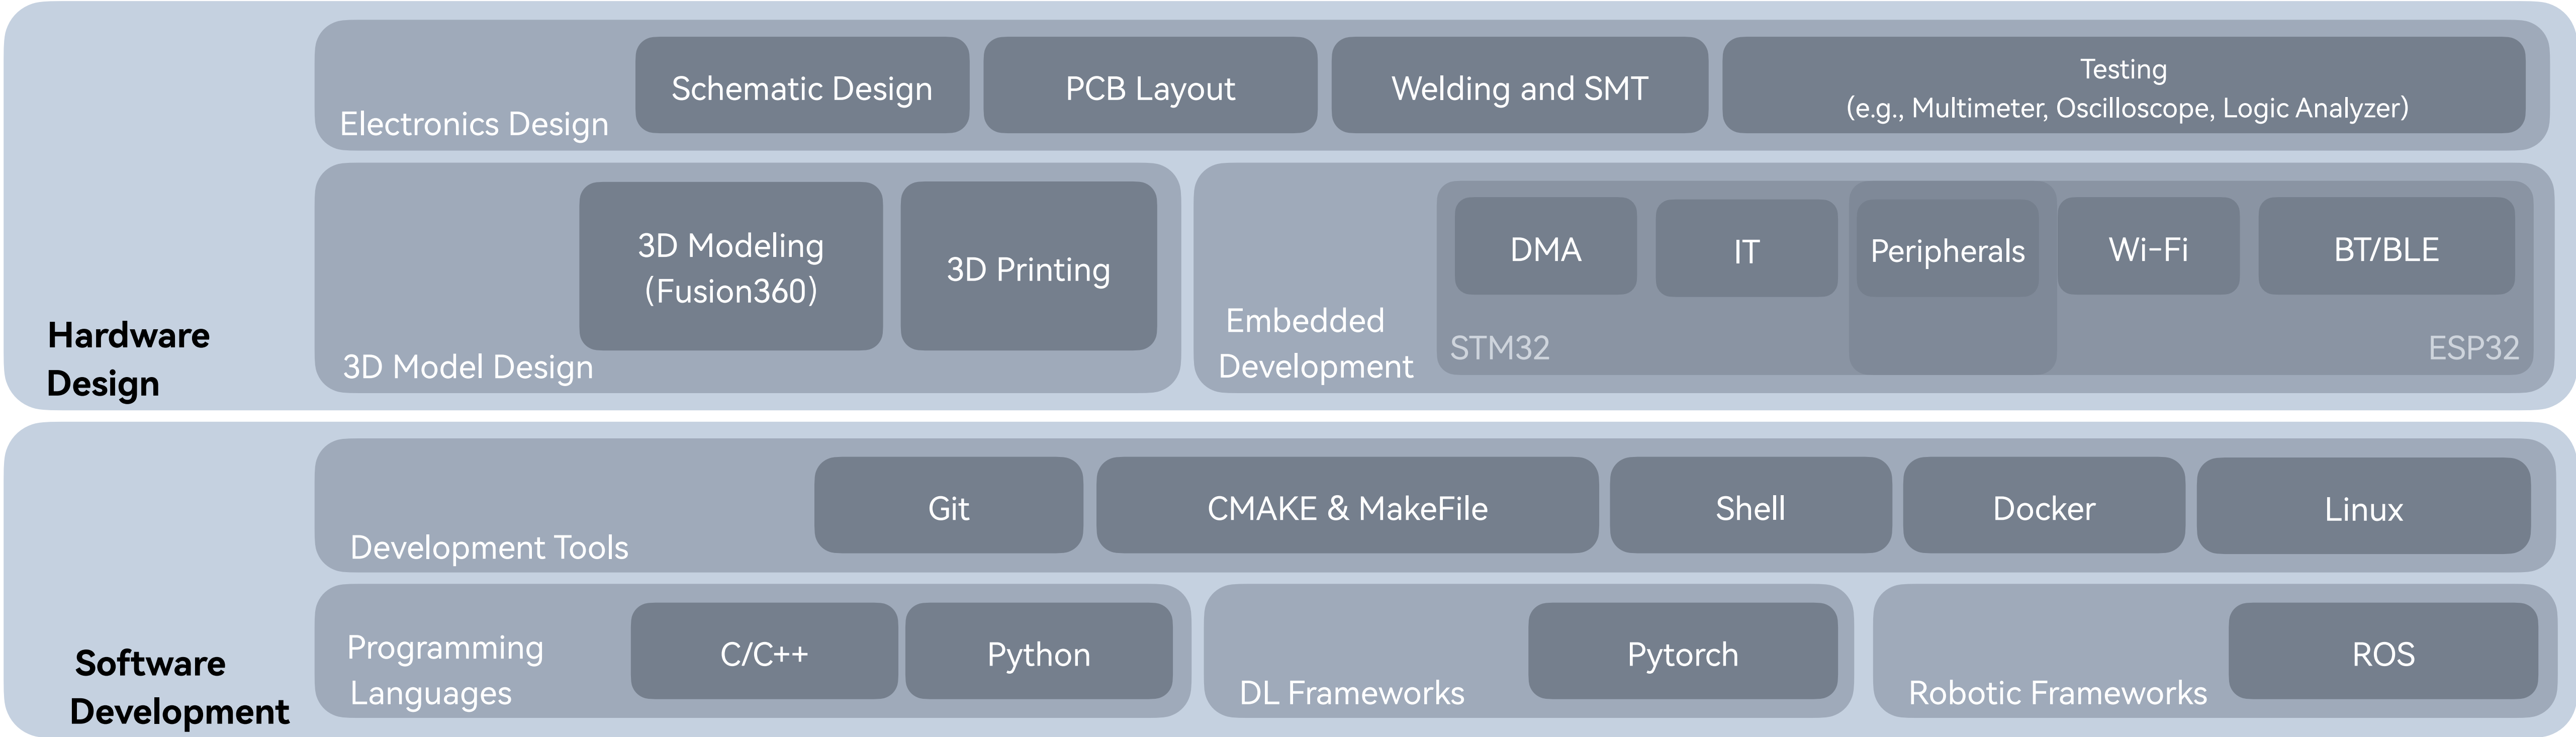 Hardware
Design
Electronics Design
Schematic Design
PCB Layout
Welding and SMT
Testing
(e.g., Multimeter, Oscilloscope, Logic Analyzer)
3D Model Design
3D Modeling
(Fusion360)
3D Printing
Embedded
Development
STM32
DMA
IT
Peripherals
Wi-Fi
BT/BLE
ESP32
Software
Development
Development Tools
Git
CMAKE & MakeFile
Shell
Docker
Linux
Programming
Languages
C/C++
Python
DL Frameworks
Pytorch
Robotic Frameworks
ROS